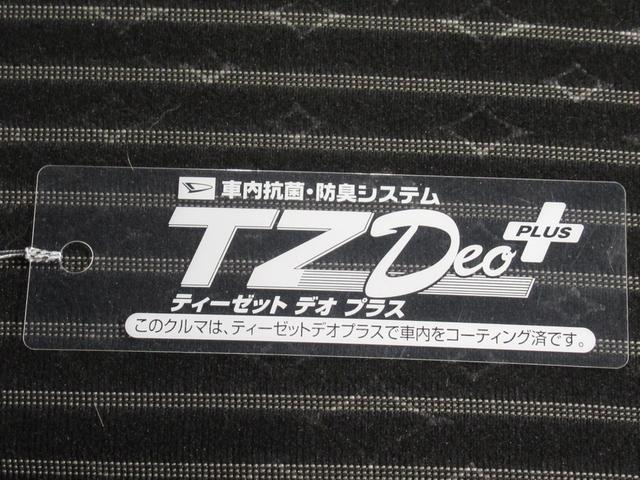 車内抗菌・防臭システム
TZDeo PLUS
ティーゼット デオ プラス
このクルマは、ティーゼットデオプラスで車内をコーティング済です。